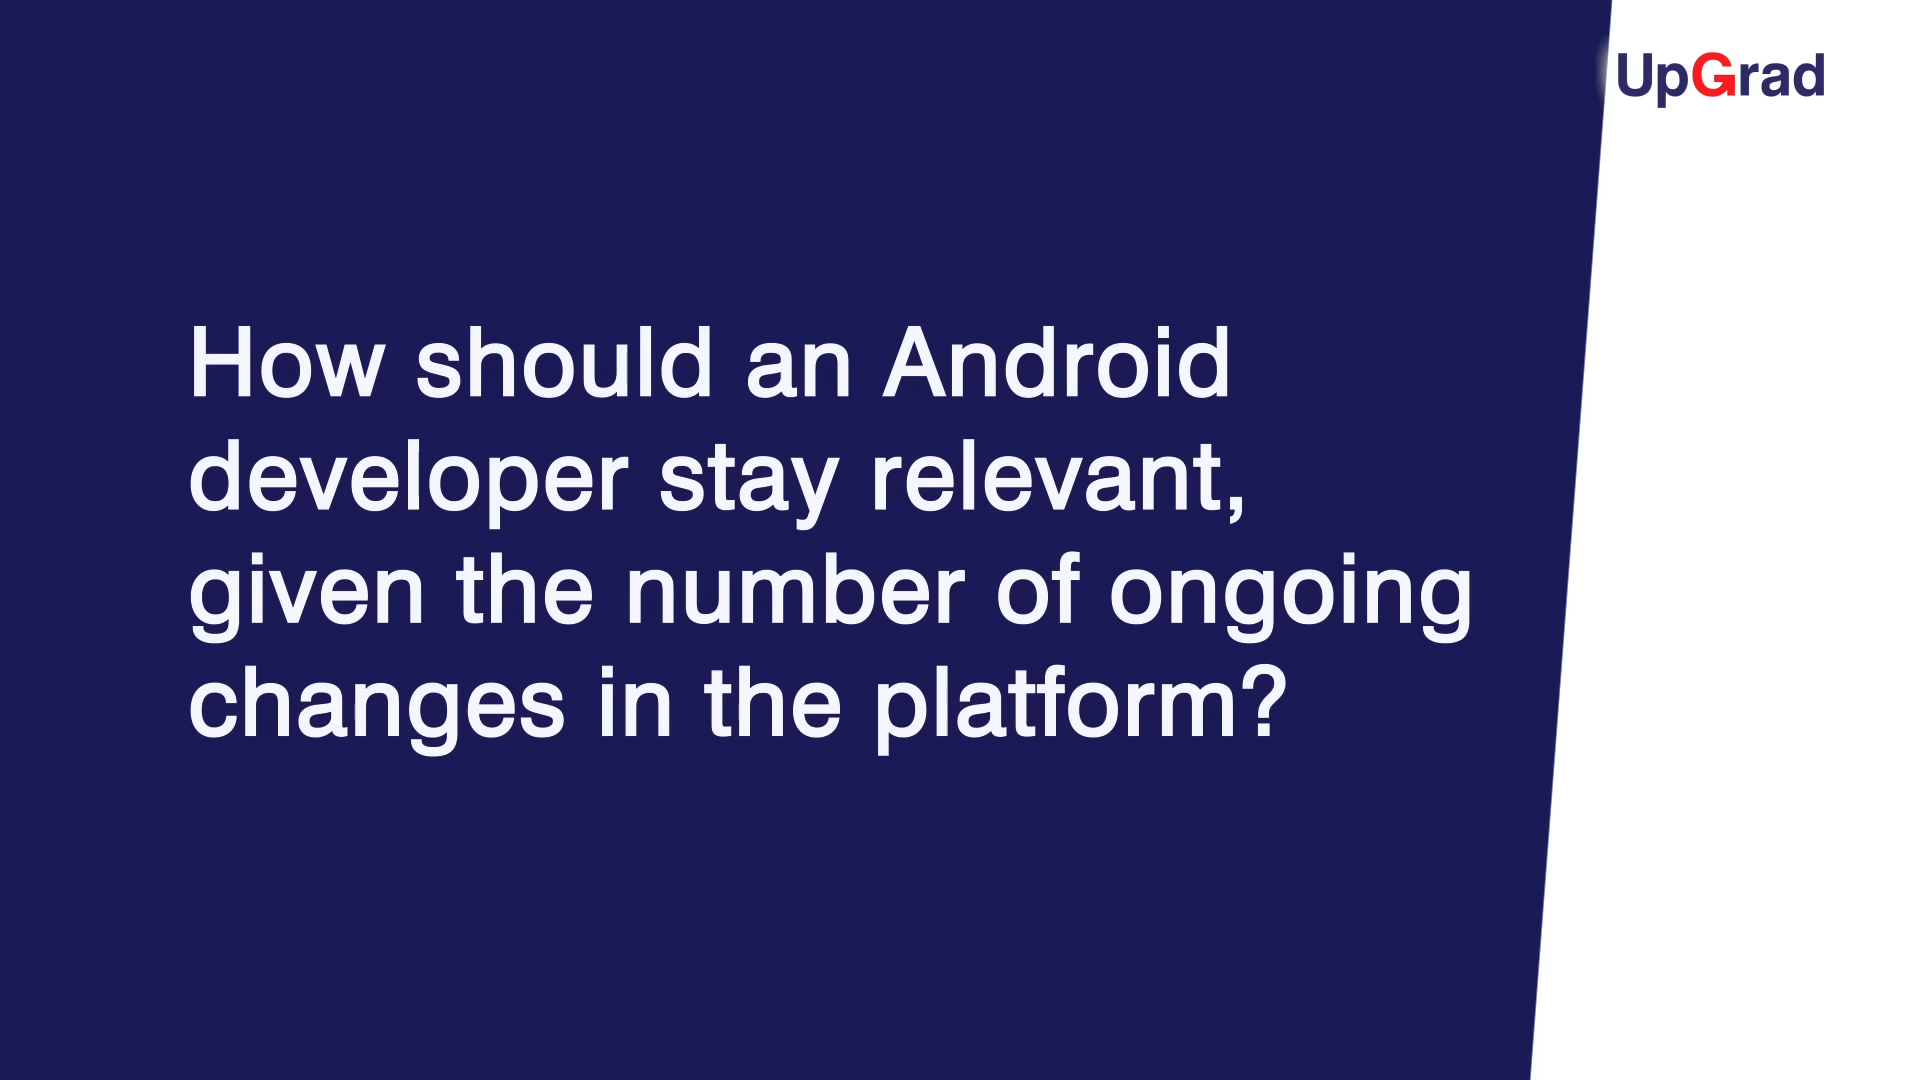 UpGrad
How should an Android
developer stay relevant,
given the number of ongoing
changes in the platform?